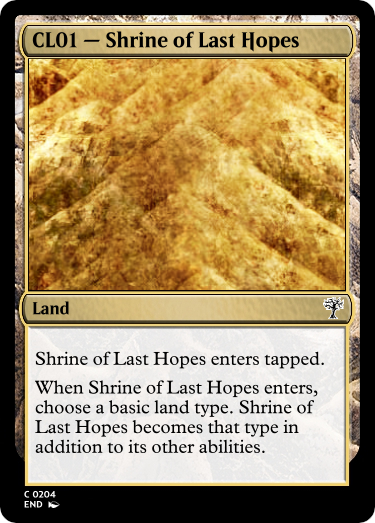 CL01 — Shrine of Last Hopes
Land
Shrine of Last Hopes enters tapped.
When Shrine of Last Hopes enters,
choose a basic land type. Shrine of
Last Hopes becomes that type in
addition to its other abilities.
C 0204
END